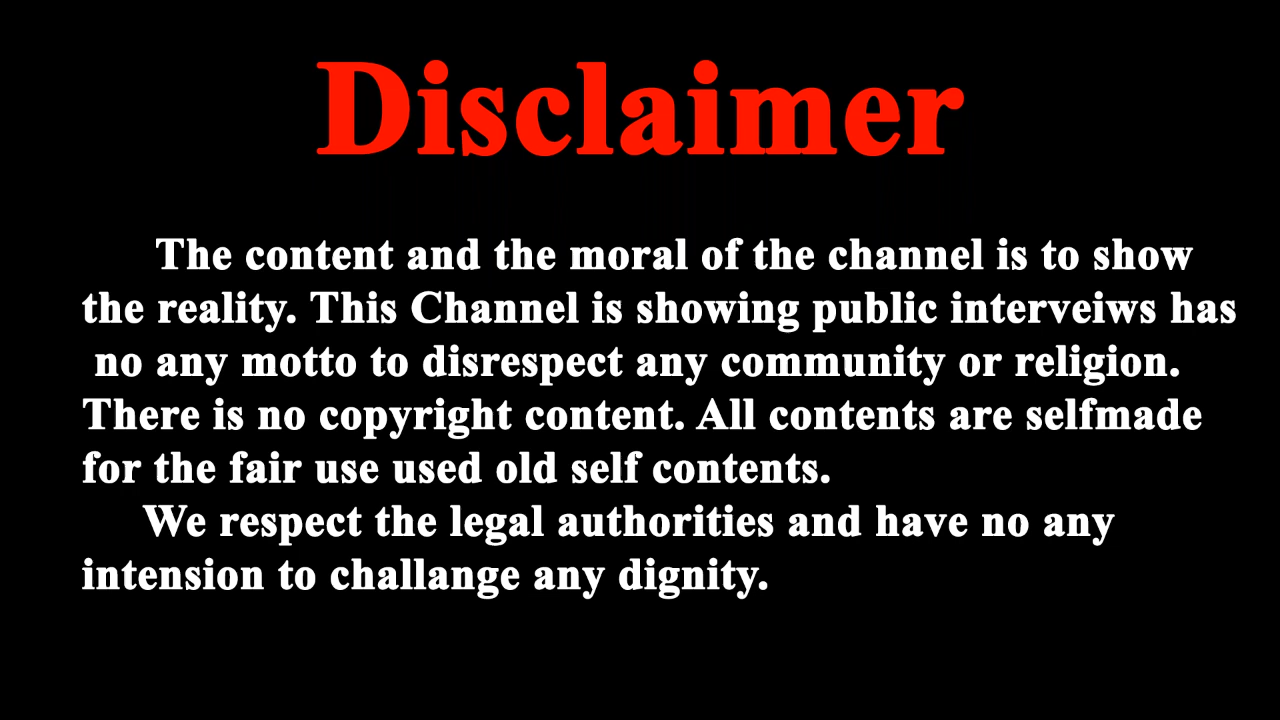 Disclaimer
The content and the moral of the channel is to show
the reality. This Channel is showing public interveiws has
no any motto to disrespect any community or religion.
There is no copyright content. All contents are selfmade
for the fair use used old self contents.
We respect the legal authorities and have no any
intension to challange any dignity.